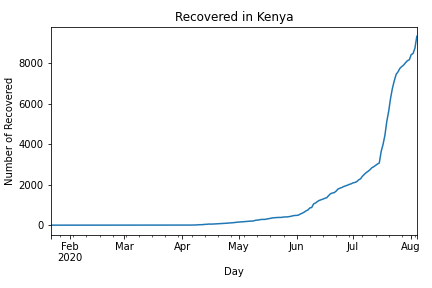 Recovered in Kenya
Number of Recovered
8000
6000
4000
2000
0
Feb Mar Apr May Jun Jul Aug
2020
Day